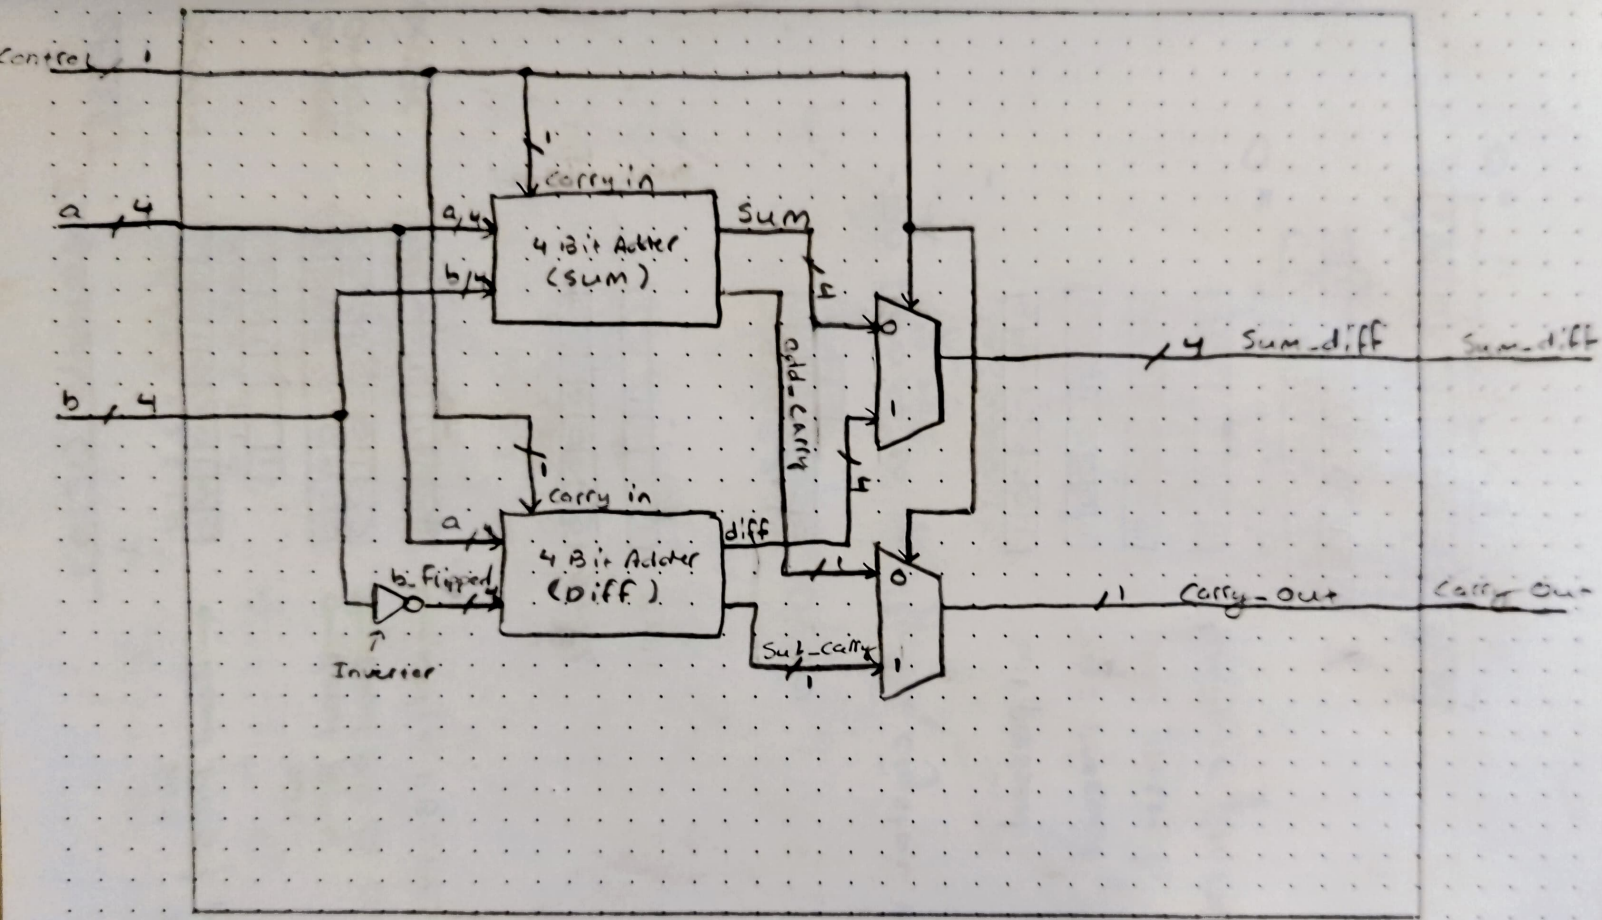 Control 1
carry in
a 4
a 4
Sum
4 Bit Adder
(sum)
b 4
4
0
add_carry
4 Sum_diff
Sum_diff
b 4
1
1
4
carry in
a
diff
4 Bit Adder
(Diff)
b_flipped
1
0
1 Carry_Out
Carry_Out
Sub_carry
1
1
Inverter